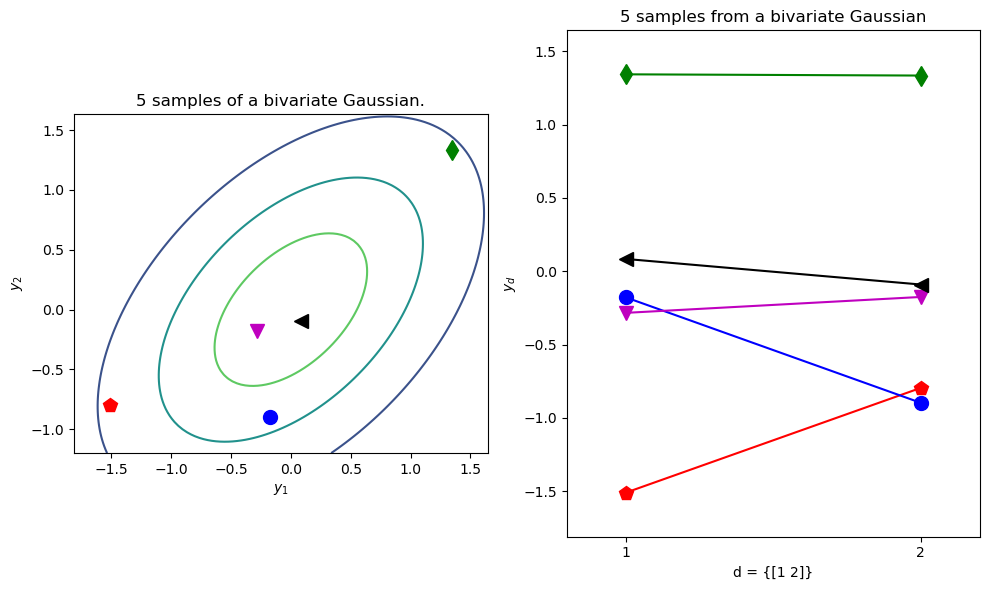 5 samples of a bivariate Gaussian.
1.5
1.0
0.5
0.0
−0.5
−1.0
y₂
−1.5 −1.0 −0.5 0.0 0.5 1.0 1.5
y₁
5 samples from a bivariate Gaussian
1.5
1.0
0.5
0.0
−0.5
−1.0
−1.5
y_d
1 2
d = {[1 2]}